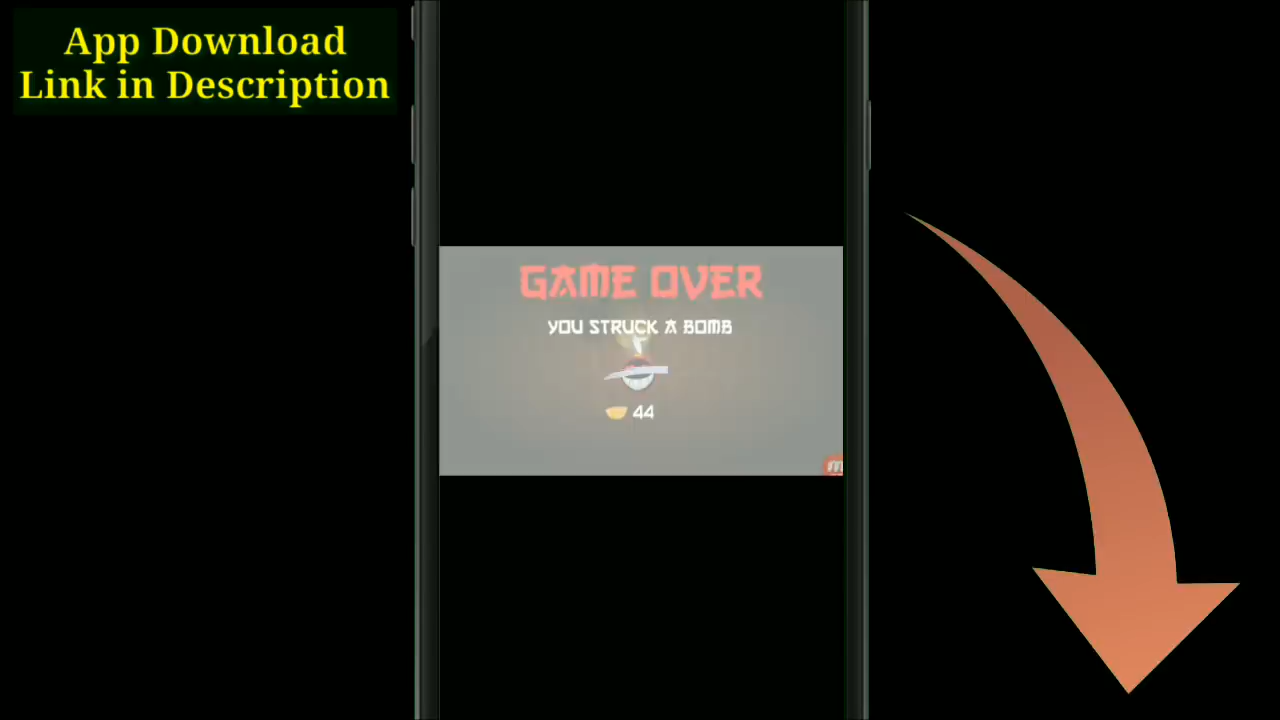 App Download
Link in Description
GAME OVER
YOU STRUCK A BOMB
44